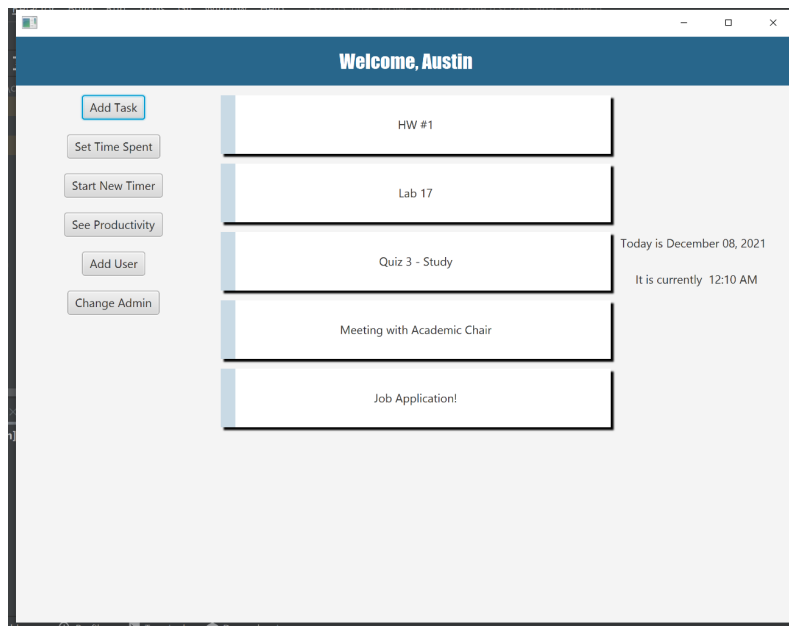 Welcome, Austin
Add Task
Set Time Spent
Start New Timer
See Productivity
Add User
Change Admin
HW #1
Lab 17
Quiz 3 - Study
Meeting with Academic Chair
Job Application!
Today is December 08, 2021
It is currently 12:10 AM